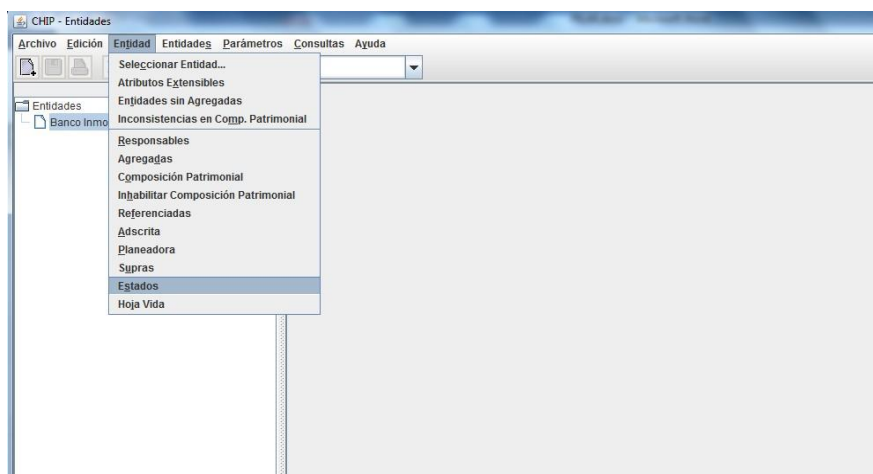 CHIP - Entidades
Archivo Edición Entidad Entidades Parámetros Consultas Ayuda
Seleccionar Entidad...
Atributos Extensibles
Entidades sin Agregadas
Inconsistencias en Comp. Patrimonial
Entidades
Banco Inmo
Responsables
Agregadas
Composición Patrimonial
Inhabilitar Composición Patrimonial
Referenciadas
Adscrita
Planeadora
Supras
Estados
Hoja Vida